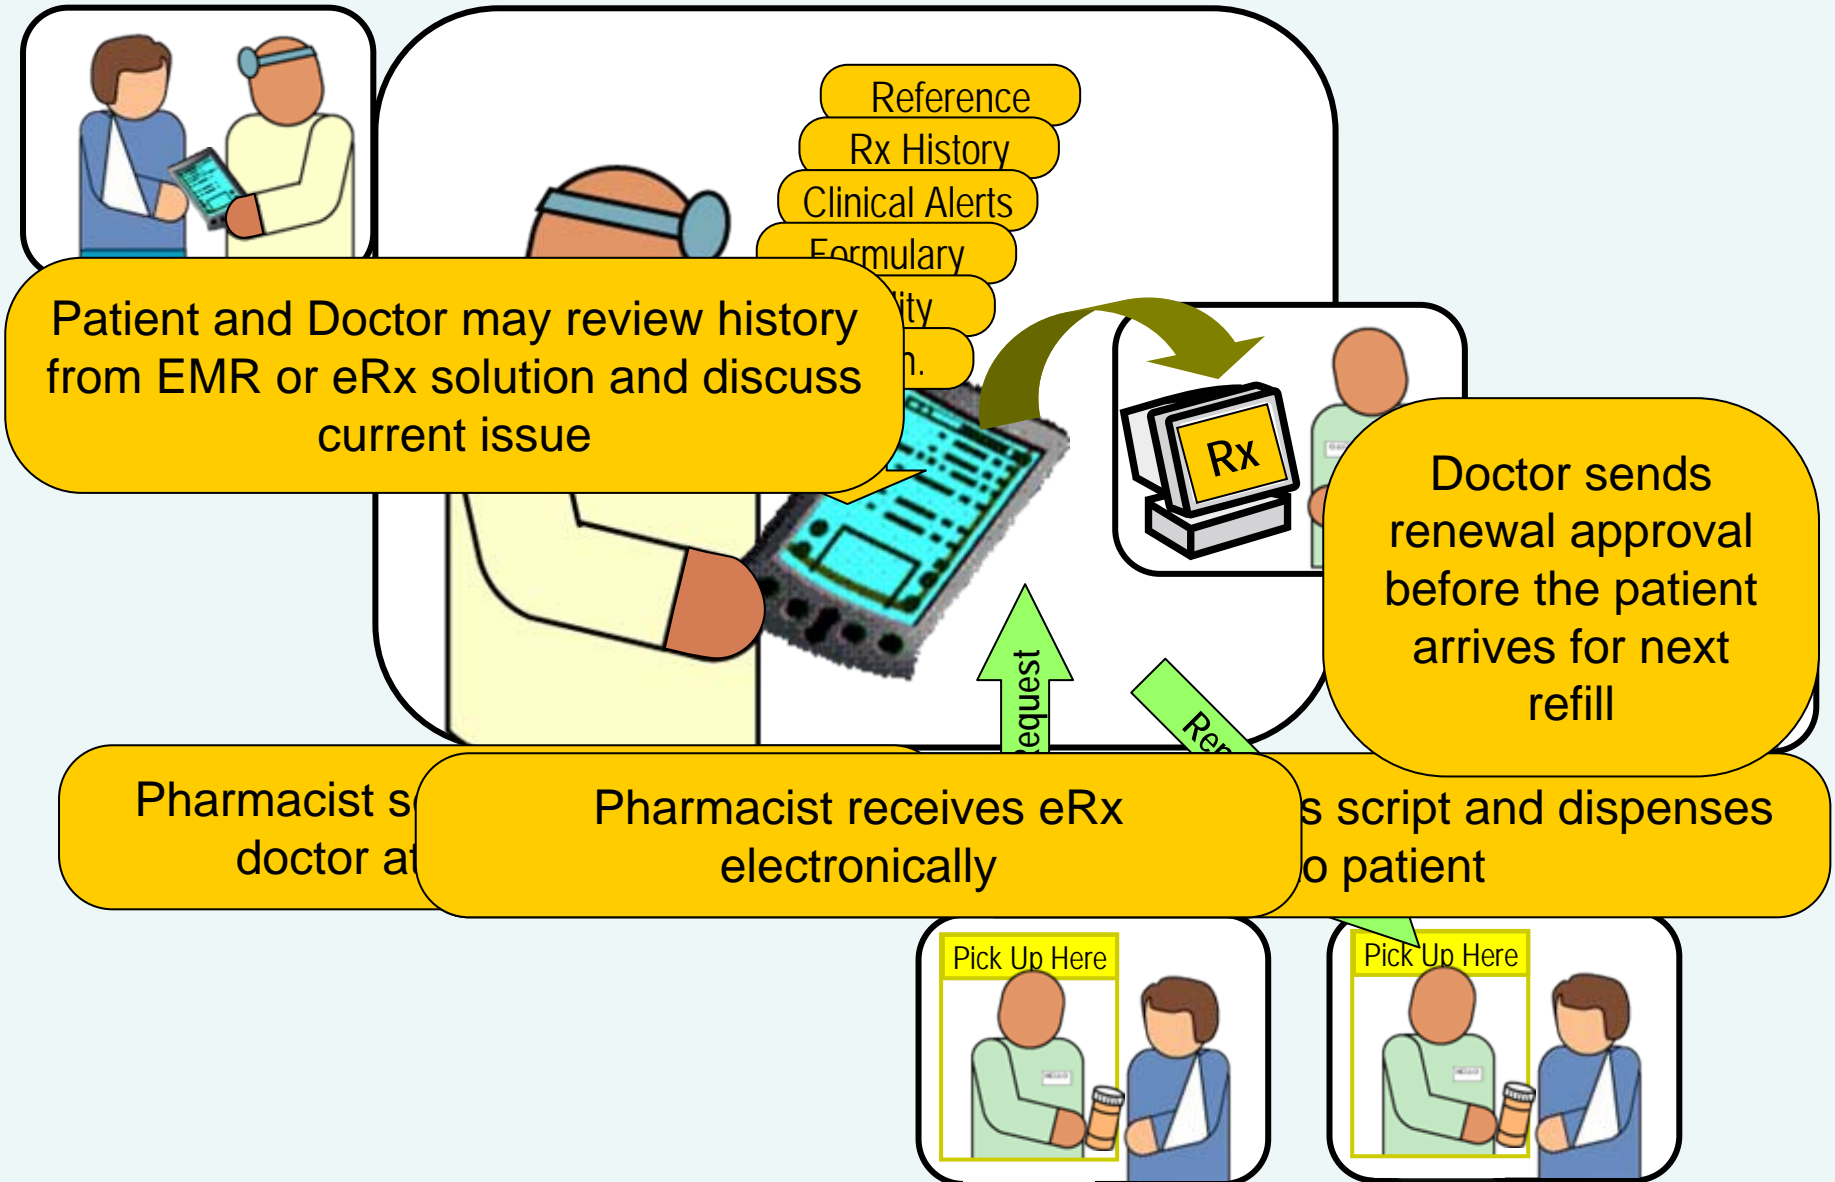 Reference
Rx History
Clinical Alerts
Formulary
Patient and Doctor may review history
from EMR or eRx solution and discuss
current issue
Rx
Doctor sends
renewal approval
before the patient
arrives for next
refill
Request
Pharmacist
doctor
Pharmacist receives eRx
electronically
script and dispenses
patient
Pick Up Here
Pick Up Here